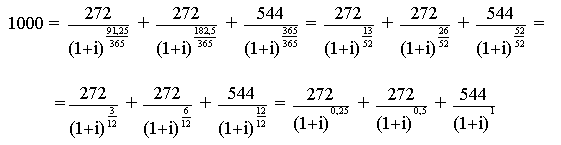 1000 = 272/(1+i)^(91,25/365) + 272/(1+i)^(182,5/365) + 544/(1+i)^(365/365) = 272/(1+i)^(13/52) + 272/(1+i)^(26/52) + 544/(1+i)^(52/52) =
= 272/(1+i)^(3/12) + 272/(1+i)^(6/12) + 544/(1+i)^(12/12) = 272/(1+i)^0,25 + 272/(1+i)^0,5 + 544/(1+i)^1